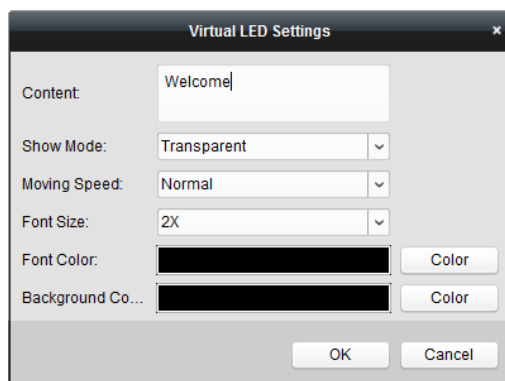 Virtual LED Settings ×
Content: Welcome
Show Mode: Transparent
Moving Speed: Normal
Font Size: 2X
Font Color: Color
Background Co... Color
OK Cancel